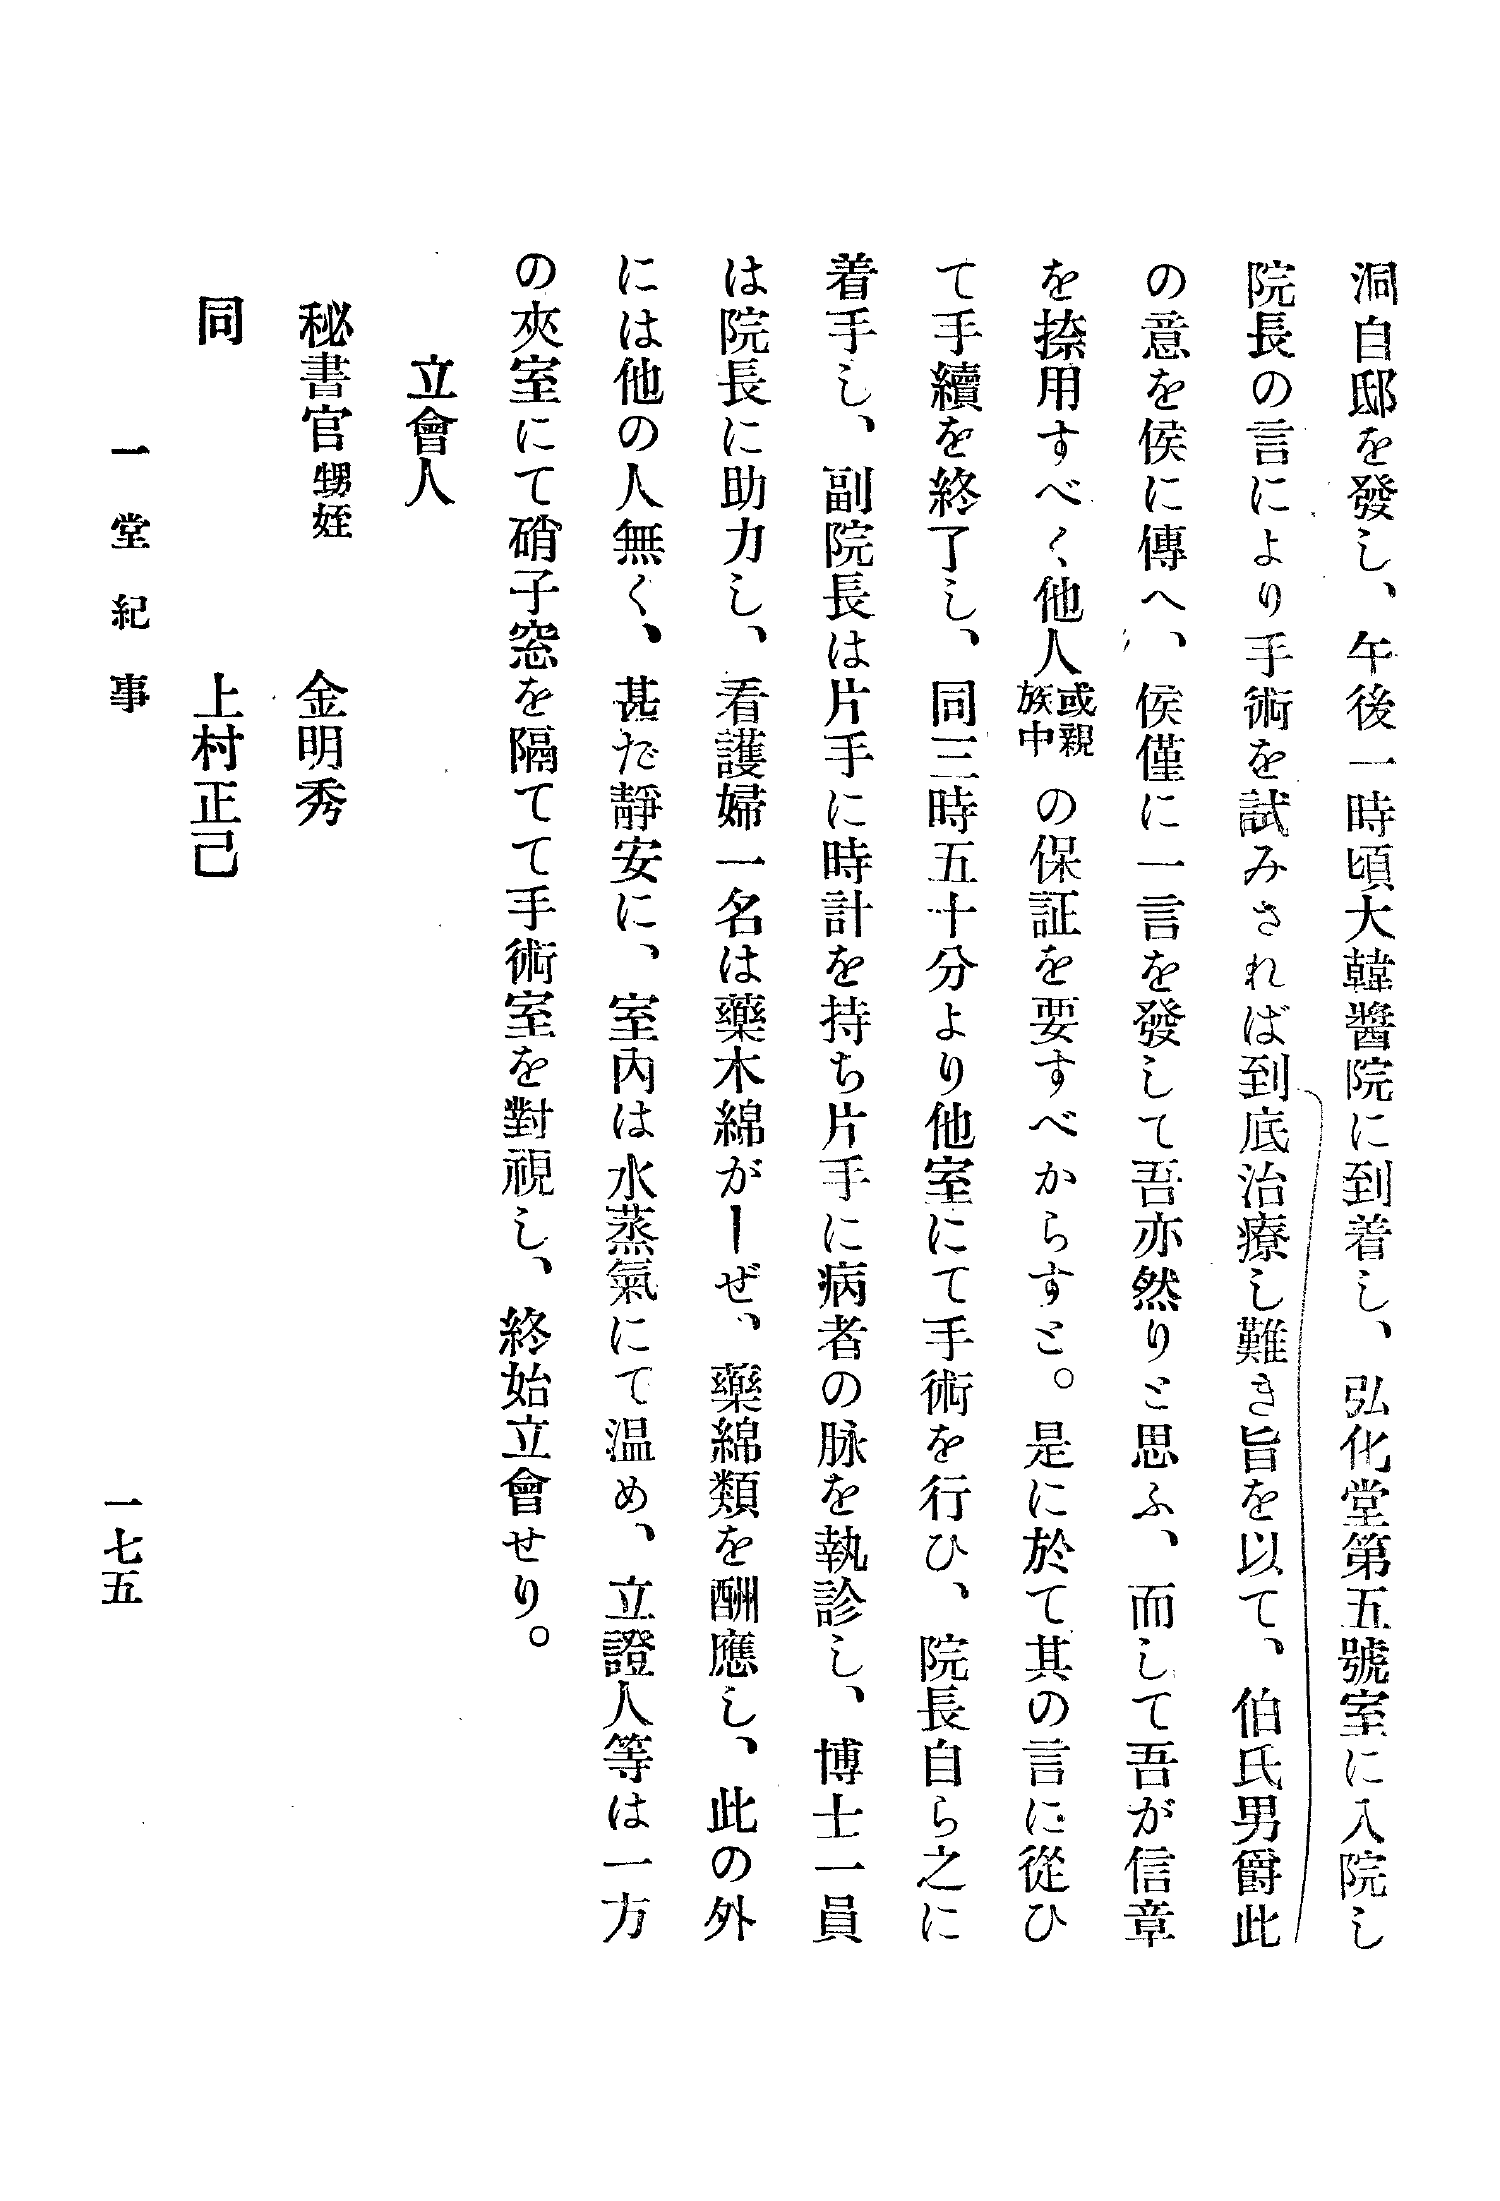 洞自邸を發し、午後一時頃大韓醫院に到着し、弘化堂第五號室に入院し
院長の言により手術を試みされば到底治療し難き旨を以て、伯氏男爵此
の意を侯に傳へ、侯僅に一言を發して吾亦然りと思ふ、而して吾が信章
を捺用すべく他人或親族中の保証を要すべからすと。是に於て其の言に從ひ
て手續を終了し、同三時五十分より他室にて手術を行ひ、院長自ら之に
着手し、副院長は片手に時計を持ち片手に病者の脉を執診し、博士一員
は院長に助力し、看護婦一名は藥木綿がーぜ、藥綿類を酬應し、此の外
には他の人無く、甚だ靜安に、室內は水蒸氣にて温め、立證人等は一方
の夾室にて硝子窓を隔てて手術室を對視し、終始立會せり。
立會人
秘書官甥姪　金明秀
同　上村正己
一堂紀事　一七五